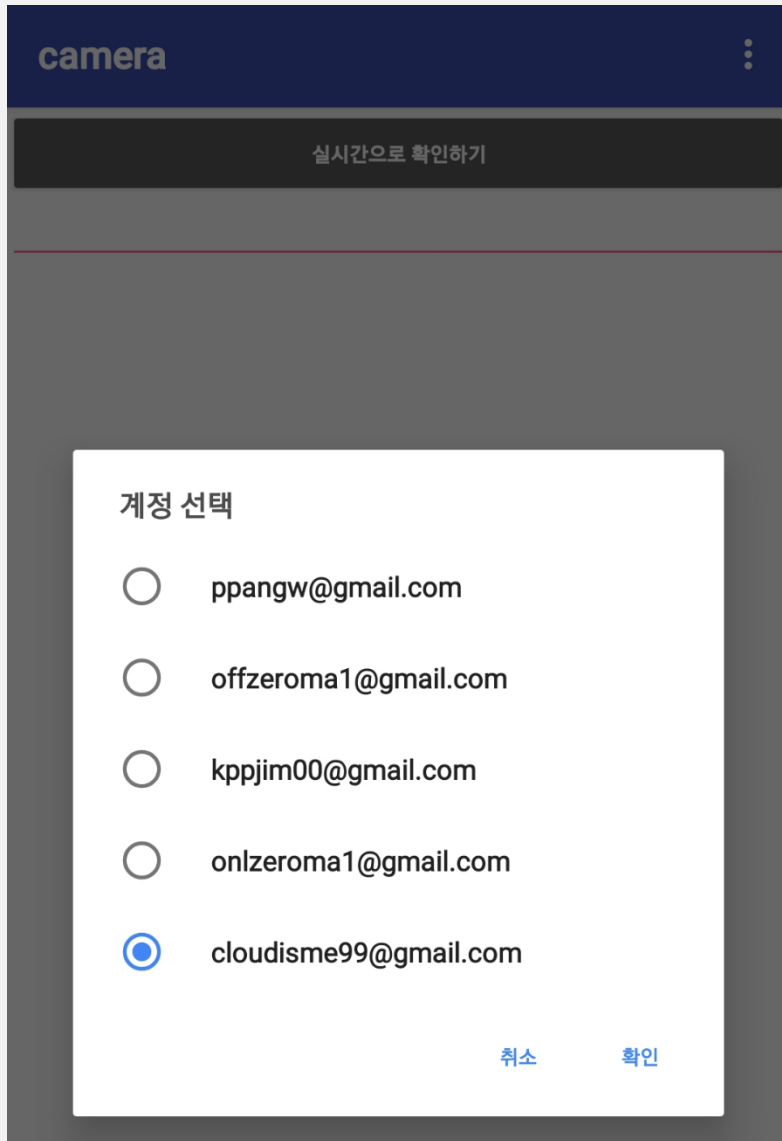 camera
실시간으로 확인하기
계정 선택
ppangw@gmail.com
offzeroma1@gmail.com
kppjim00@gmail.com
onlzeroma1@gmail.com
cloudisme99@gmail.com
취소 확인